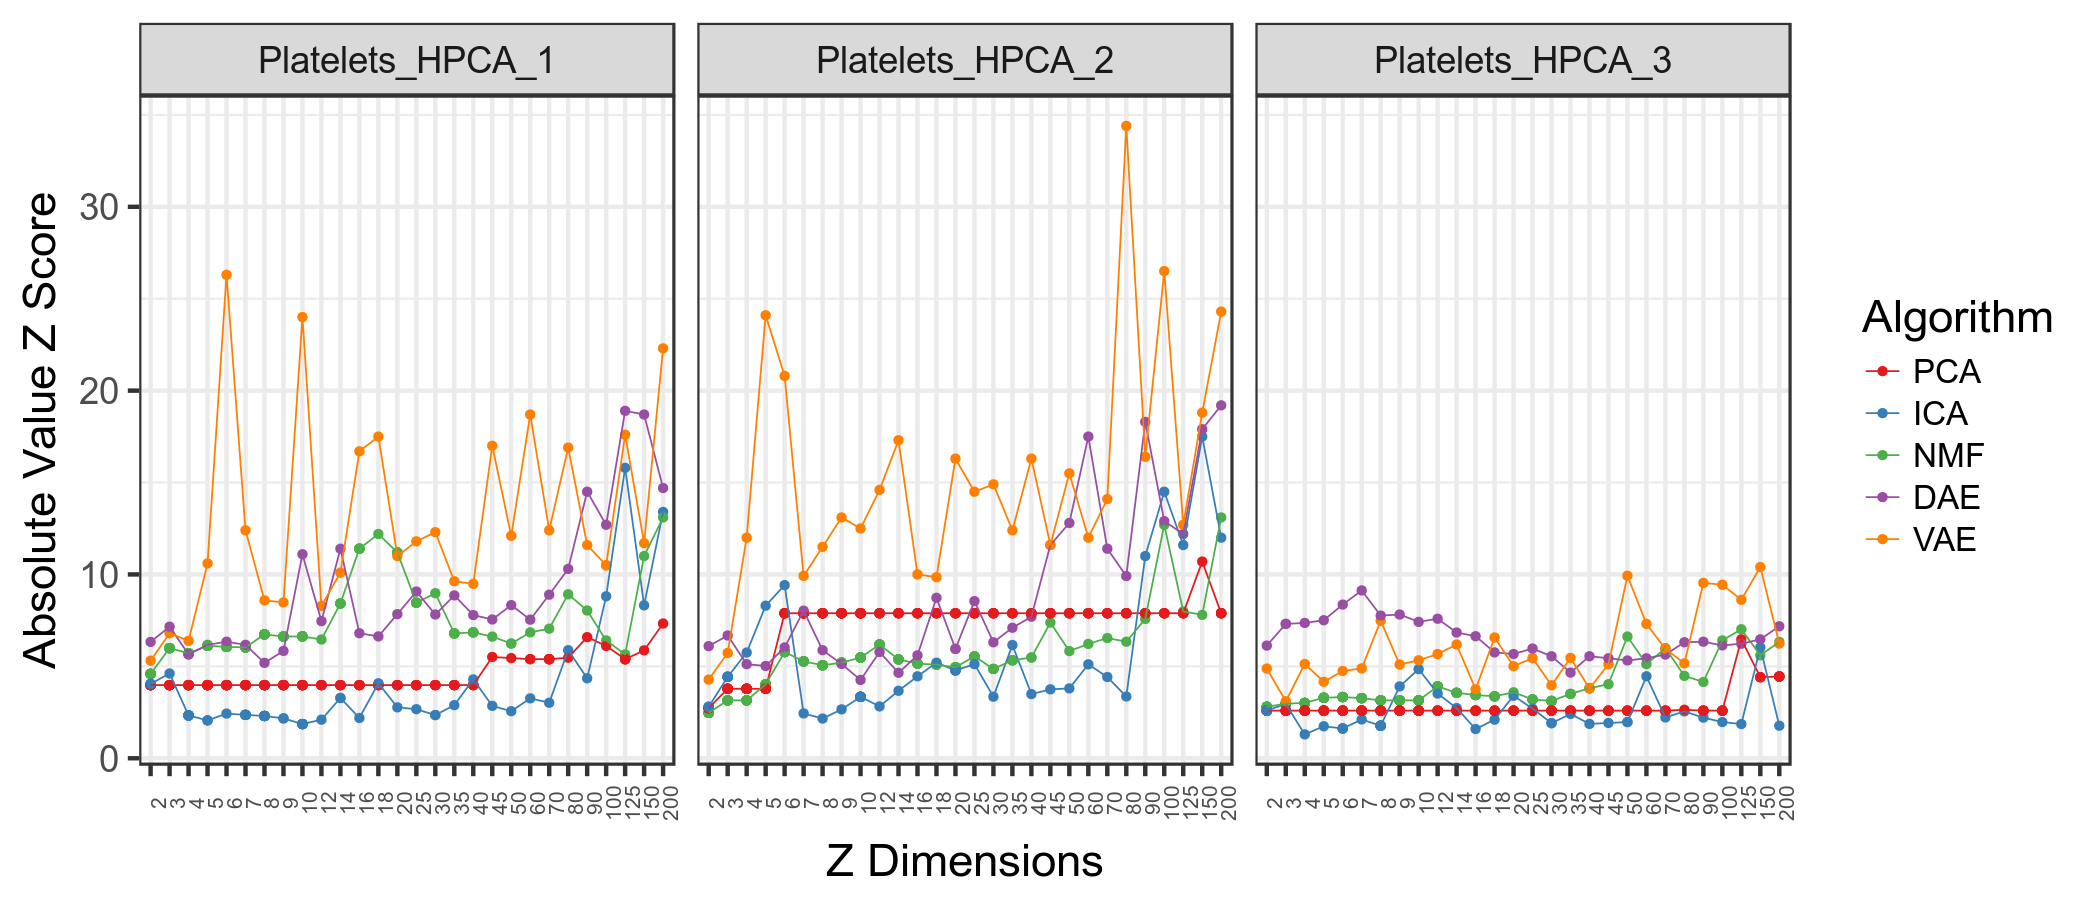 Platelets_HPCA_1
Platelets_HPCA_2
Platelets_HPCA_3
Absolute Value Z Score
30
20
10
0
2 3 4 5 6 7 8 9 10 12 14 16 18 20 25 30 35 40 45 50 60 70 80 90 100 125 150 200
2 3 4 5 6 7 8 9 10 12 14 16 18 20 25 30 35 40 45 50 60 70 80 90 100 125 150 200
2 3 4 5 6 7 8 9 10 12 14 16 18 20 25 30 35 40 45 50 60 70 80 90 100 125 150 200
Z Dimensions
Algorithm
PCA
ICA
NMF
DAE
VAE